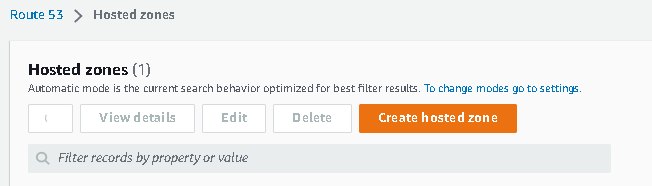 Route 53 > Hosted zones
Hosted zones (1)
Automatic mode is the current search behavior optimized for best filter results. To change modes go to settings.
View details Edit Delete Create hosted zone
Filter records by property or value